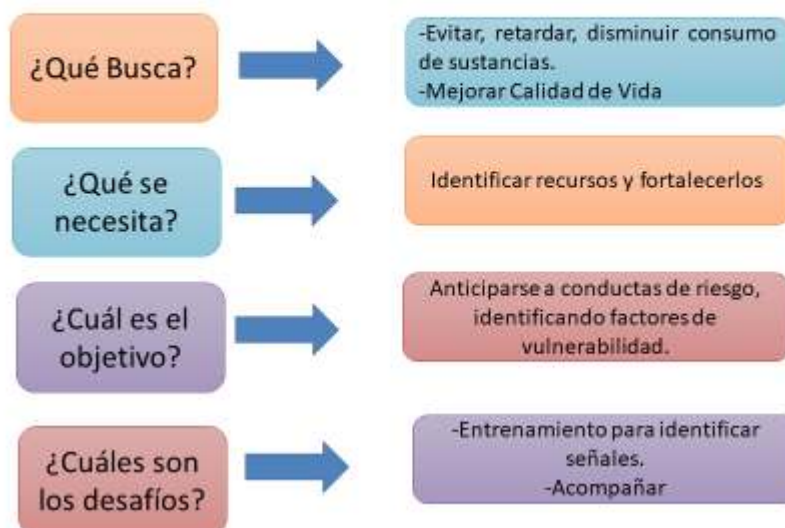 ¿Qué Busca?
-Evitar, retardar, disminuir consumo
de sustancias.
-Mejorar Calidad de Vida
¿Qué se
necesita?
Identificar recursos y fortalecerlos
¿Cuál es el
objetivo?
Anticiparse a conductas de riesgo,
identificando factores de
vulnerabilidad.
¿Cuáles son
los desafíos?
-Entrenamiento para identificar
señales.
-Acompañar